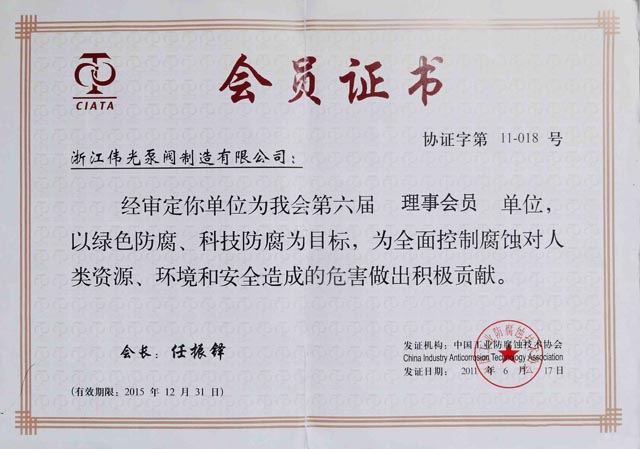 CIATA
会员证书
协证字第 11-018 号
浙江伟光泵阀制造有限公司：
经审定你单位为我会第六届 理事会员 单位，
以绿色防腐、科技防腐为目标，为全面控制腐蚀对人
类资源、环境和安全造成的危害做出积极贡献。
会长：任振铎
发证机构：中国工业防腐蚀技术协会
China Industry Anticorrosion Technology Association
发证日期：2011 年 6 月 17日
(有效期限：2015 年 12 月 31 日)